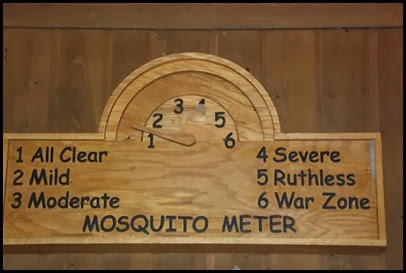 3 4
2 5
1 6
1 All Clear 4 Severe
2 Mild 5 Ruthless
3 Moderate 6 War Zone
MOSQUITO METER